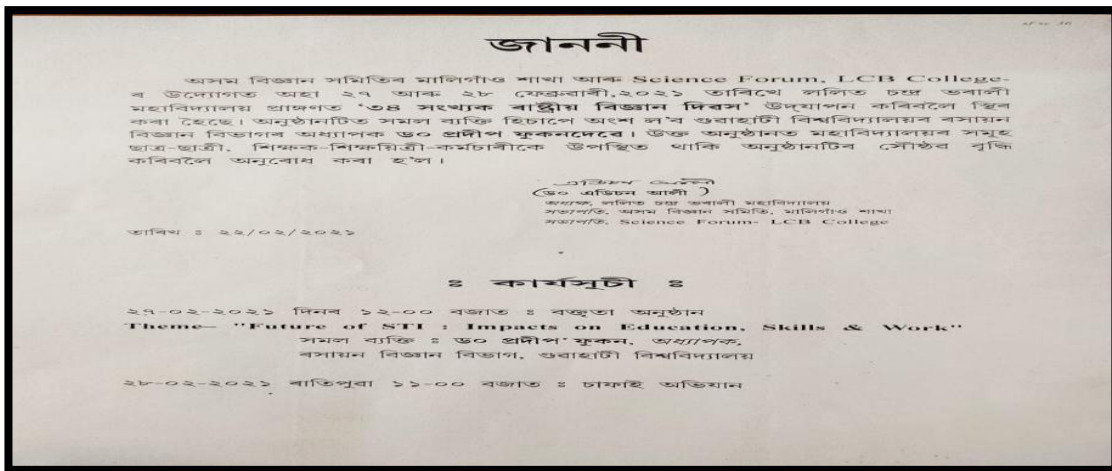 জাননী
অসম বিজ্ঞান সমিতিৰ মালিগাঁও শাখা আৰু Science Forum, LCB College-
ৰ উদ্যোগত অহা ২৭ আৰু ২৮ ফেব্ৰুৱাৰী,২০২১ তাৰিখে ললিত চন্দ্ৰ ভৰালী
মহাবিদ্যালয় প্ৰাঙ্গণত '৩৪ সংখ্যক ৰাষ্ট্ৰীয় বিজ্ঞান দিৱস' উদ্‌যাপন কৰিবলৈ স্থিৰ
কৰা হৈছে। অনুষ্ঠানটিত সমল ব্যক্তি হিচাপে অংশ ল'ব গুৱাহাটী বিশ্ববিদ্যালয়ৰ ৰসায়ন
বিজ্ঞান বিভাগৰ অধ্যাপক ড০ প্ৰদীপ ফুকনদেৱে। উক্ত অনুষ্ঠানত মহাবিদ্যালয়ৰ সমূহ
ছাত্ৰ-ছাত্ৰী, শিক্ষক-শিক্ষয়িত্ৰী-কৰ্মচাৰীকে উপস্থিত থাকি অনুষ্ঠানটিৰ সৌষ্ঠৱ বৃদ্ধি
কৰিবলৈ অনুৰোধ কৰা হ'ল।
(ড০ এডিচন আলী)
অধ্যক্ষ, ললিত চন্দ্ৰ ভৰালী মহাবিদ্যালয়
সভাপতি, অসম বিজ্ঞান সমিতি, মালিগাঁও শাখা
সভাপতি, Science Forum- LCB College
তাৰিখ ঃ ২২/০২/২০২১
ঃ কাৰ্যসূচী ঃ
২৭-০২-২০২১ দিনৰ ১২-০০ বজাত ঃ বক্তৃতা অনুষ্ঠান
Theme– "Future of STI : Impacts on Education, Skills & Work"
সমল ব্যক্তি ঃ ড০ প্ৰদীপ ফুকন, অধ্যাপক,
ৰসায়ন বিজ্ঞান বিভাগ, গুৱাহাটী বিশ্ববিদ্যালয়
২৮-০২-২০২১ ৰাতিপুৱা ১১-০০ বজাত ঃ চাফাই অভিযান